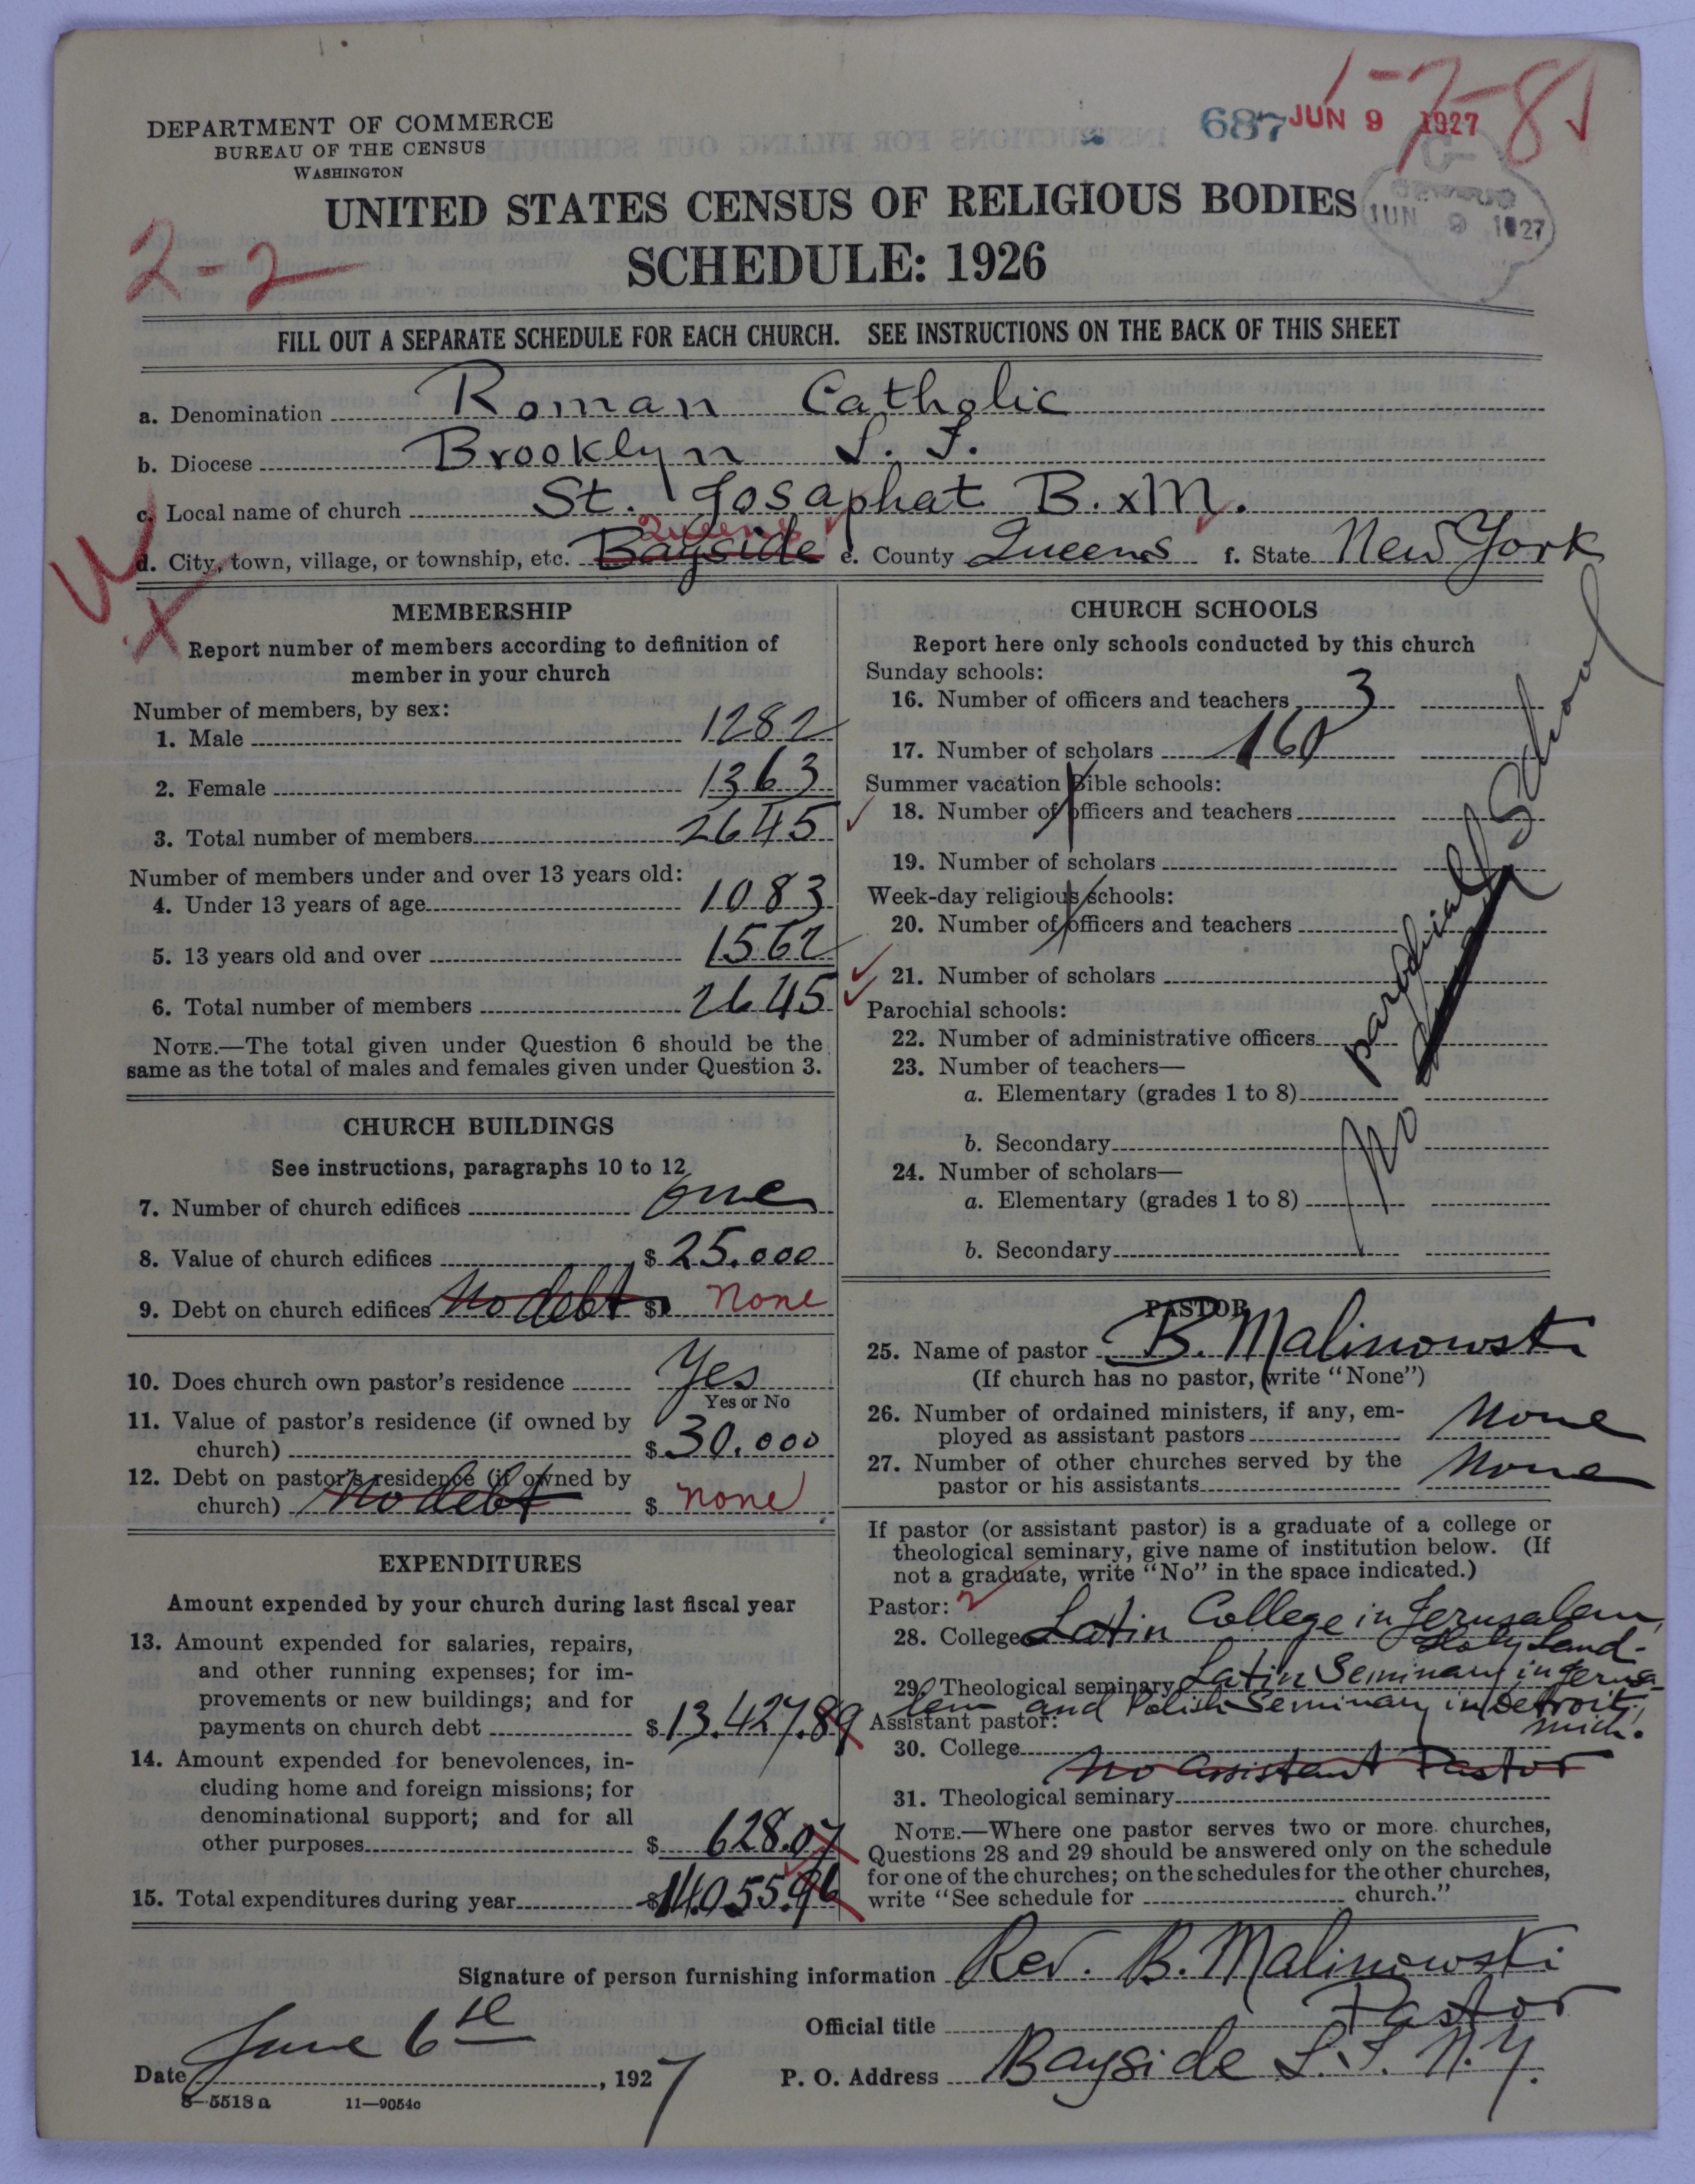 1-7-8
687 JUN 9 1927
DEPARTMENT OF COMMERCE
BUREAU OF THE CENSUS
WASHINGTON
JUN 9 1927
UNITED STATES CENSUS OF RELIGIOUS BODIES
SCHEDULE: 1926
2-2
FILL OUT A SEPARATE SCHEDULE FOR EACH CHURCH. SEE INSTRUCTIONS ON THE BACK OF THIS SHEET
a. Denomination Roman Catholic
b. Diocese Brooklyn L. I.
c. Local name of church St. Josaphat B. x M.
Queens
d. City, town, village, or township, etc. Bayside e. County Queens f. State New York
MEMBERSHIP
Report number of members according to definition of
member in your church
Number of members, by sex:
1. Male 1282
2. Female 1363
3. Total number of members 2645
Number of members under and over 13 years old:
4. Under 13 years of age 1083
5. 13 years old and over 1562
6. Total number of members 2645
NOTE.—The total given under Question 6 should be the
same as the total of males and females given under Question 3.
CHURCH BUILDINGS
See instructions, paragraphs 10 to 12
7. Number of church edifices one
8. Value of church edifices $ 25.000
9. Debt on church edifices No debt $ none
10. Does church own pastor's residence Yes
Yes or No
11. Value of pastor's residence (if owned by
church) $ 30.000
12. Debt on pastor's residence (if owned by
church) No debt $ none
EXPENDITURES
Amount expended by your church during last fiscal year
13. Amount expended for salaries, repairs,
and other running expenses; for im-
provements or new buildings; and for
payments on church debt $ 13.427.89
14. Amount expended for benevolences, in-
cluding home and foreign missions; for
denominational support; and for all
other purposes $ 628.07
15. Total expenditures during year $ 14.055.96
CHURCH SCHOOLS
Report here only schools conducted by this church
Sunday schools:
16. Number of officers and teachers 3
17. Number of scholars 160
Summer vacation Bible schools:
18. Number of officers and teachers
19. Number of scholars
Week-day religious schools:
20. Number of officers and teachers
21. Number of scholars
Parochial schools:
22. Number of administrative officers
23. Number of teachers—
a. Elementary (grades 1 to 8)
b. Secondary
24. Number of scholars—
a. Elementary (grades 1 to 8)
b. Secondary
No parochial School
PASTOR
25. Name of pastor B. Malinowski
(If church has no pastor, write "None")
26. Number of ordained ministers, if any, em-
ployed as assistant pastors None
27. Number of other churches served by the
pastor or his assistants None
If pastor (or assistant pastor) is a graduate of a college or
theological seminary, give name of institution below. (If
not a graduate, write "No" in the space indicated.)
Pastor: 2
28. College Latin College in Jerusalem,
Holy Land-
29. Theological seminary Latin Seminary in Jerusa-
lem and Polish Seminary in Detroit,
Mich.
Assistant pastor:
30. College
No Assistant Pastor
31. Theological seminary
NOTE.—Where one pastor serves two or more churches,
Questions 28 and 29 should be answered only on the schedule
for one of the churches; on the schedules for the other churches,
write "See schedule for church."
Signature of person furnishing information Rev. B. Malinowski
Official title Pastor
Date June 6th, 1927 P. O. Address Bayside L. I. N.Y.
8-5518 a 11—9054c